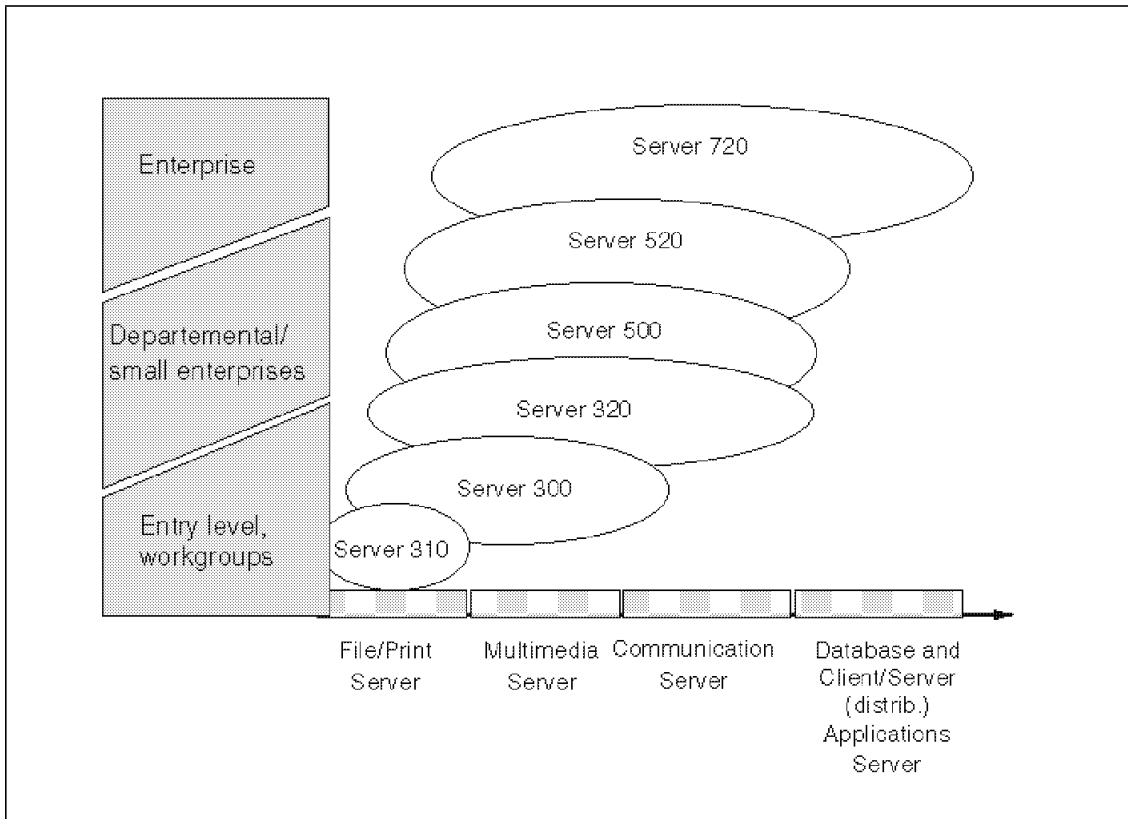 Enterprise
Departemental/
small enterprises
Entry level,
workgroups
Server 720
Server 520
Server 500
Server 320
Server 300
Server 310
File/Print
Server
Multimedia
Server
Communication
Server
Database and
Client/Server
(distrib.)
Applications
Server